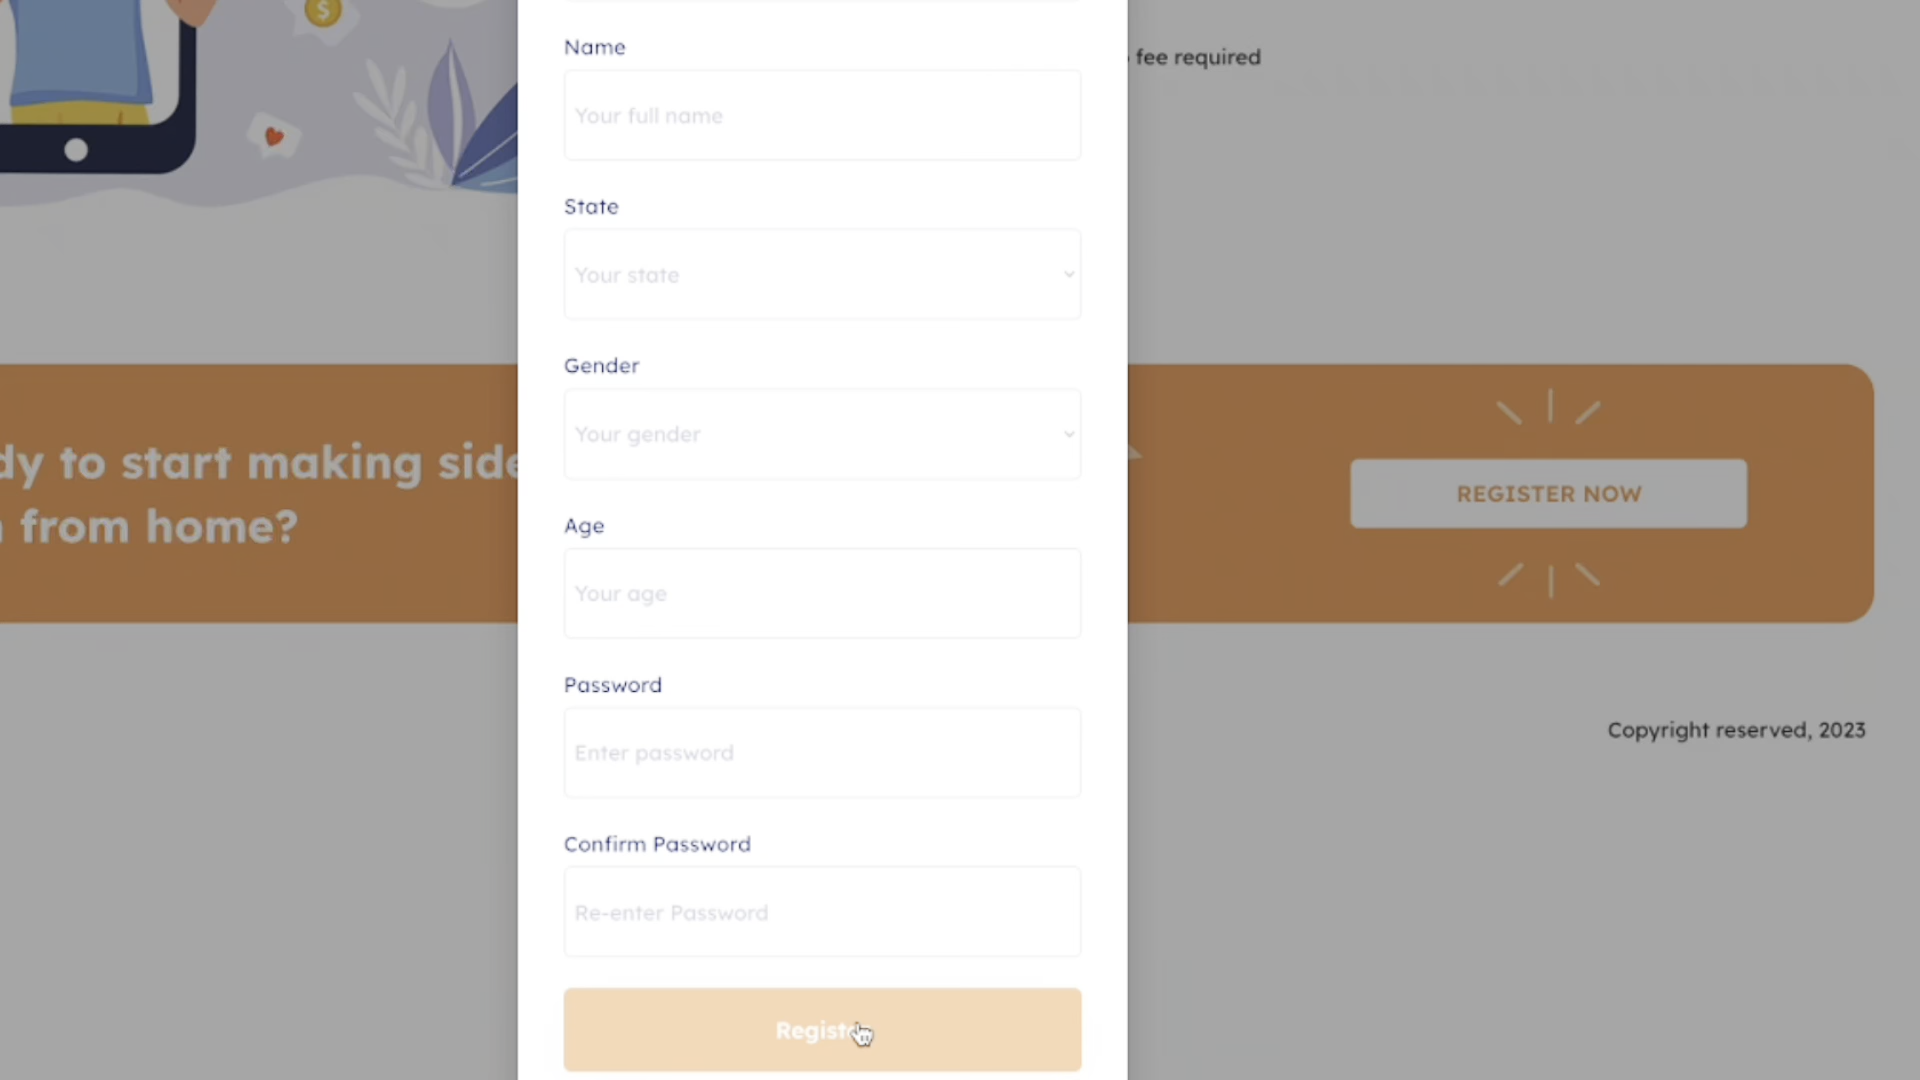 Name
fee required
Your full name
State
Your state
Gender
Your gender
to start making side
from home?
REGISTER NOW
Age
Your age
Password
Enter password
Copyright reserved, 2023
Confirm Password
Re-enter Password
Register
$